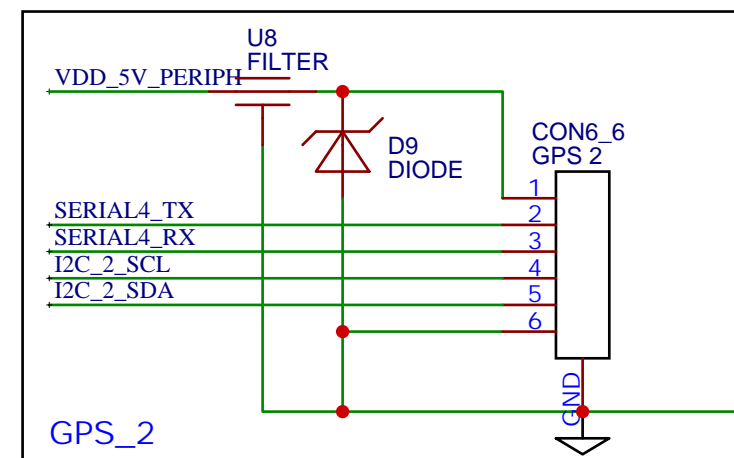 U8
FILTER
VDD_5V_PERIPH
D9
DIODE
CON6_6
GPS 2
1
SERIAL4_TX
2
SERIAL4_RX
3
I2C_2_SCL
4
I2C_2_SDA
5
6
GND
GPS_2